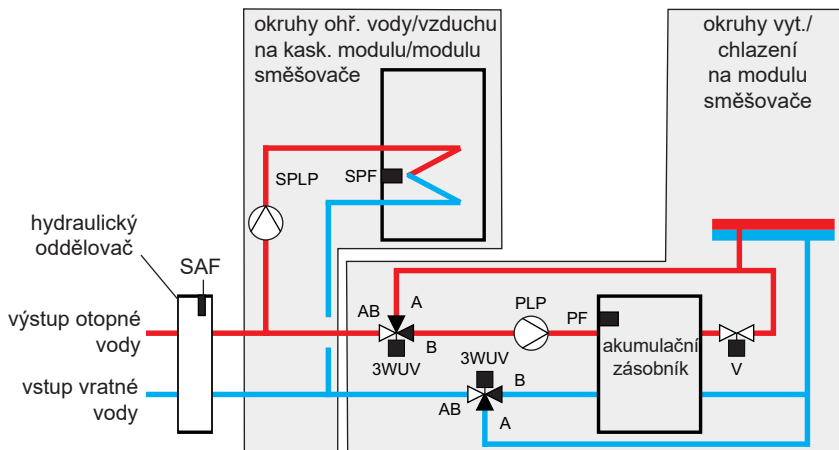 okruhy ohř. vody/vzduchu
na kask. modulu/modulu
směšovače
okruhy vyt./
chlazení
na modulu
směšovače
SPLP
SPF
hydraulický
oddělovač
SAF
výstup otopné
vody
AB
A
B
3WUV
PLP
PF
akumulační
zásobník
V
vstup vratné
vody
3WUV
B
AB
A